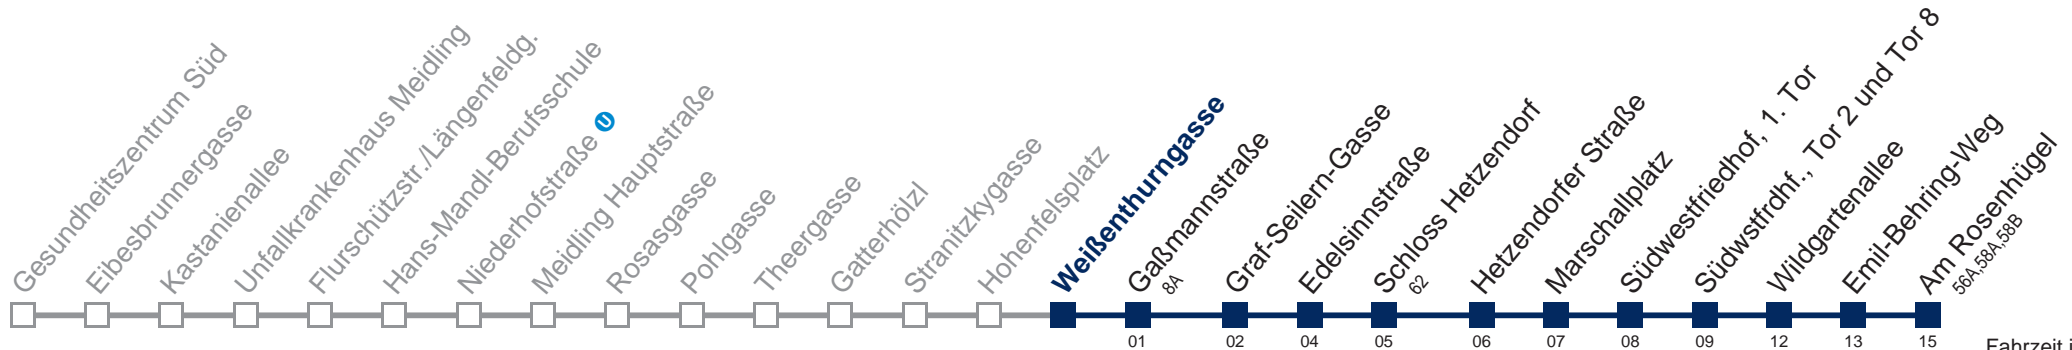 Gesundheitszentrum Süd
Eibesbrunnergasse
Kastanienallee
Unfallkrankenhaus Meidling
Flurschützstr./Längenfeldg.
Hans-Mandl-Berufsschule
Niederhofstraße U
Meidling Hauptstraße
Rosasgasse
Pohlgasse
Theergasse
Gatterhölzl
Stranitzkygasse
Hohenfelsplatz
Weißenthurngasse
Gaßmannstraße
8A
Graf-Seilern-Gasse
Edelsinnstraße
Schloss Hetzendorf
62
Hetzendorfer Straße
Marschallplatz
Südwestfriedhof, 1. Tor
Südwstfrdhf., Tor 2 und Tor 8
Wildgartenallee
Emil-Behring-Weg
Am Rosenhügel
56A,58A,58B
01 02 04 05 06 07 08 09 12 13 15
Fahrzeit